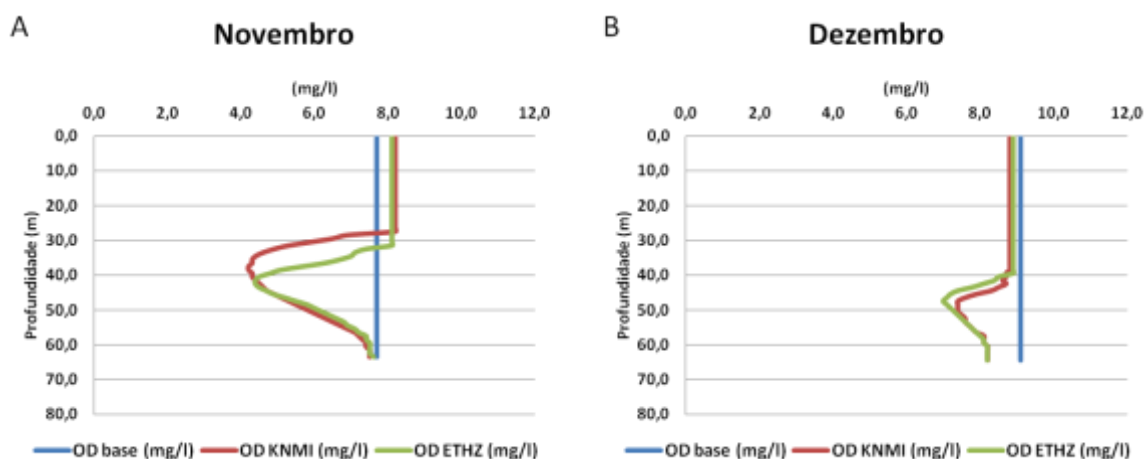 A
Novembro
(mg/l)
0,0 2,0 4,0 6,0 8,0 10,0 12,0
0,0
10,0
20,0
30,0
40,0
50,0
60,0
70,0
80,0
Profundidade (m)
OD base (mg/l) OD KNMI (mg/l) OD ETHZ (mg/l)
B
Dezembro
(mg/l)
0,0 2,0 4,0 6,0 8,0 10,0 12,0
0,0
10,0
20,0
30,0
40,0
50,0
60,0
70,0
80,0
Profundidade (m)
OD base (mg/l) OD KNMI (mg/l) OD ETHZ (mg/l)